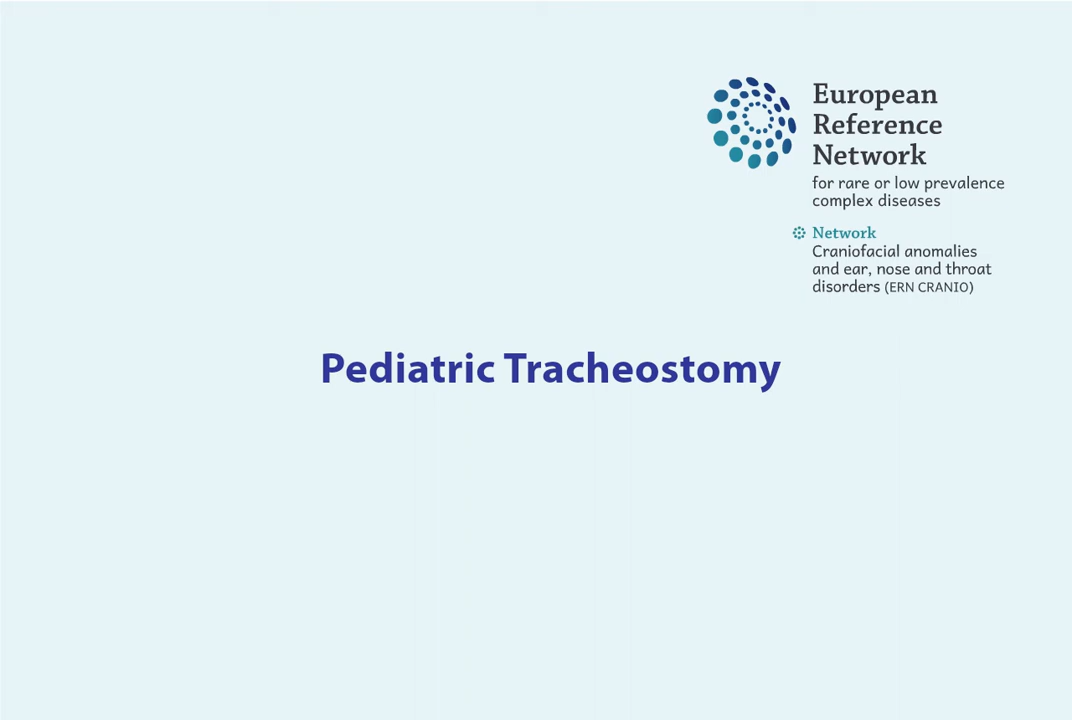 European
Reference
Network
for rare or low prevalence
complex diseases
Network
Craniofacial anomalies
and ear, nose and throat
disorders (ERN CRANIO)
Pediatric Tracheostomy